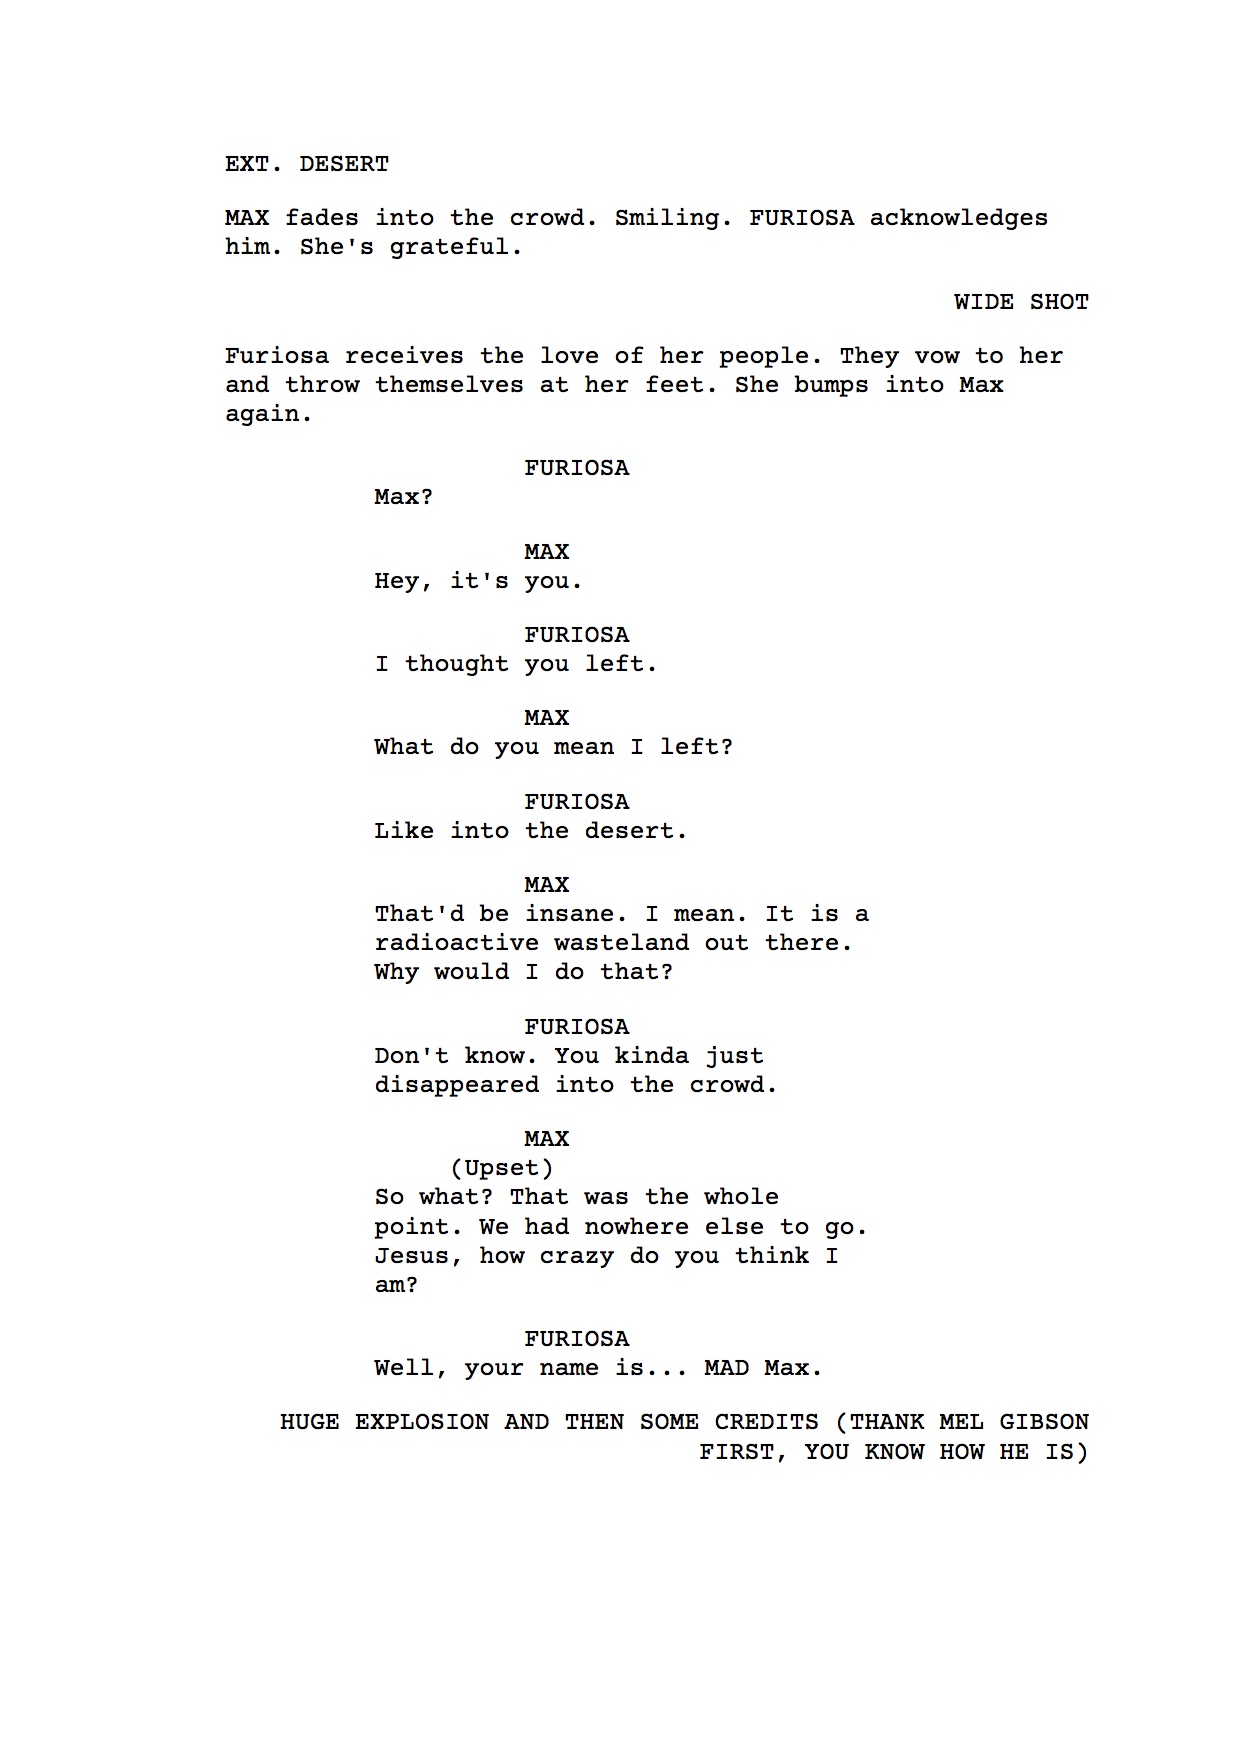 EXT. DESERT
MAX fades into the crowd. Smiling. FURIOSA acknowledges
him. She's grateful.
WIDE SHOT
Furiosa receives the love of her people. They vow to her
and throw themselves at her feet. She bumps into Max
again.
FURIOSA
Max?
MAX
Hey, it's you.
FURIOSA
I thought you left.
MAX
What do you mean I left?
FURIOSA
Like into the desert.
MAX
That'd be insane. I mean. It is a
radioactive wasteland out there.
Why would I do that?
FURIOSA
Don't know. You kinda just
disappeared into the crowd.
MAX
(Upset)
So what? That was the whole
point. We had nowhere else to go.
Jesus, how crazy do you think I
am?
FURIOSA
Well, your name is... MAD Max.
HUGE EXPLOSION AND THEN SOME CREDITS (THANK MEL GIBSON
FIRST, YOU KNOW HOW HE IS)